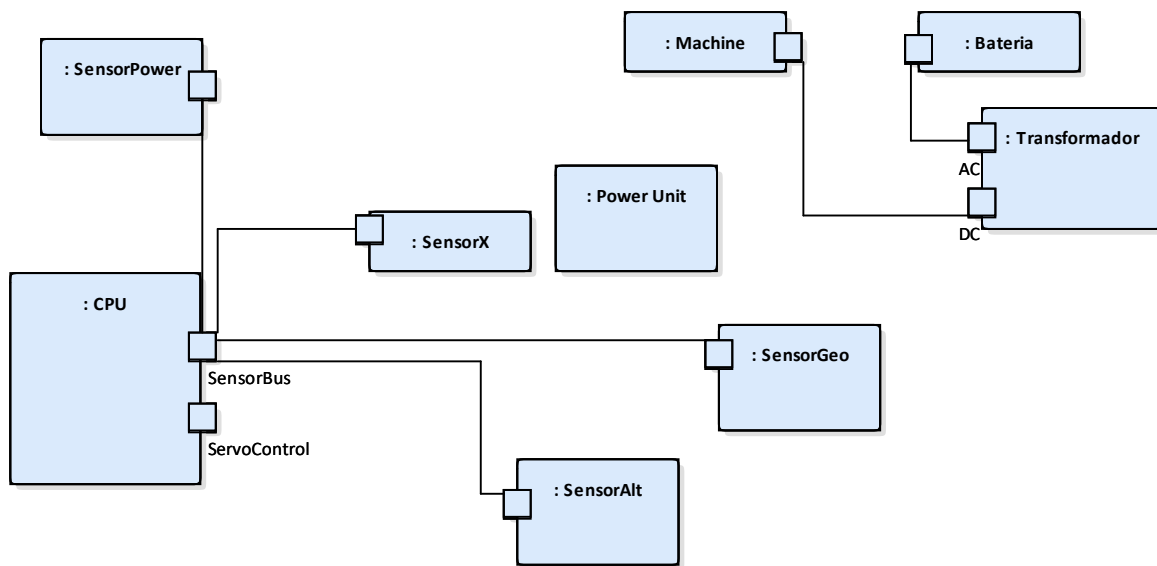 : Machine
: Bateria
: SensorPower
: Transformador
AC
: Power Unit
DC
: SensorX
: CPU
: SensorGeo
SensorBus
ServoControl
: SensorAlt